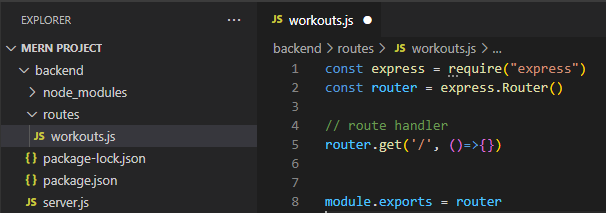 EXPLORER ...
MERN PROJECT
backend
node_modules
routes
JS workouts.js
{} package-lock.json
{} package.json
JS server.js
JS workouts.js ●
backend > routes > JS workouts.js > ...
1 const express = require("express")
2 const router = express.Router()
3
4 // route handler
5 router.get('/', ()=>{})
6
7
8 module.exports = router